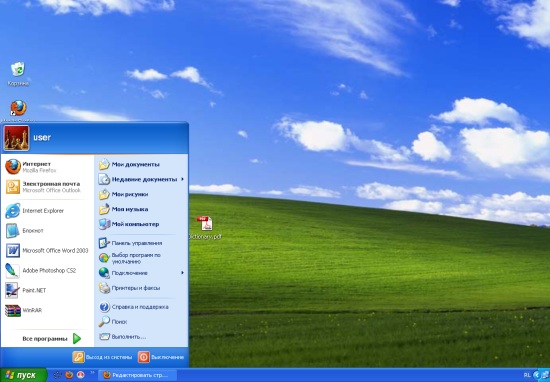 Корзина
user
Интернет
Mozilla Firefox
Электронная почта
Microsoft Office Outlook
Internet Explorer
Блокнот
Microsoft Office Word 2003
Adobe Photoshop CS2
Paint.NET
WinRAR
Все программы
Мои документы
Недавние документы
Мои рисунки
Моя музыка
Мой компьютер
Панель управления
Выбор программ по
умолчанию
Подключение
Принтеры и факсы
Справка и поддержка
Поиск
Выполнить...
Выход из системы
Выключение
dictionary.pdf
пуск
Редактировать стр...
RL